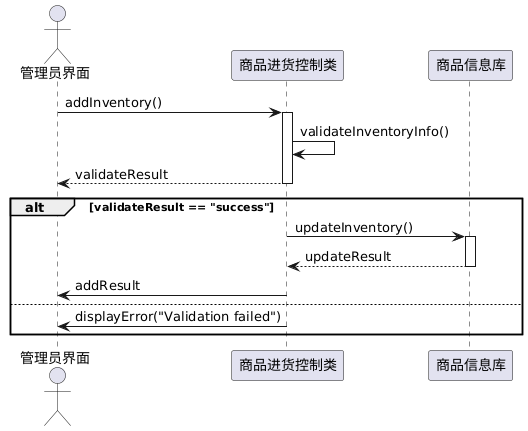 管理员界面
商品进货控制类
商品信息库
addInventory()
validateInventoryInfo()
validateResult
alt
[validateResult == "success"]
updateInventory()
updateResult
addResult
displayError("Validation failed")
管理员界面
商品进货控制类
商品信息库